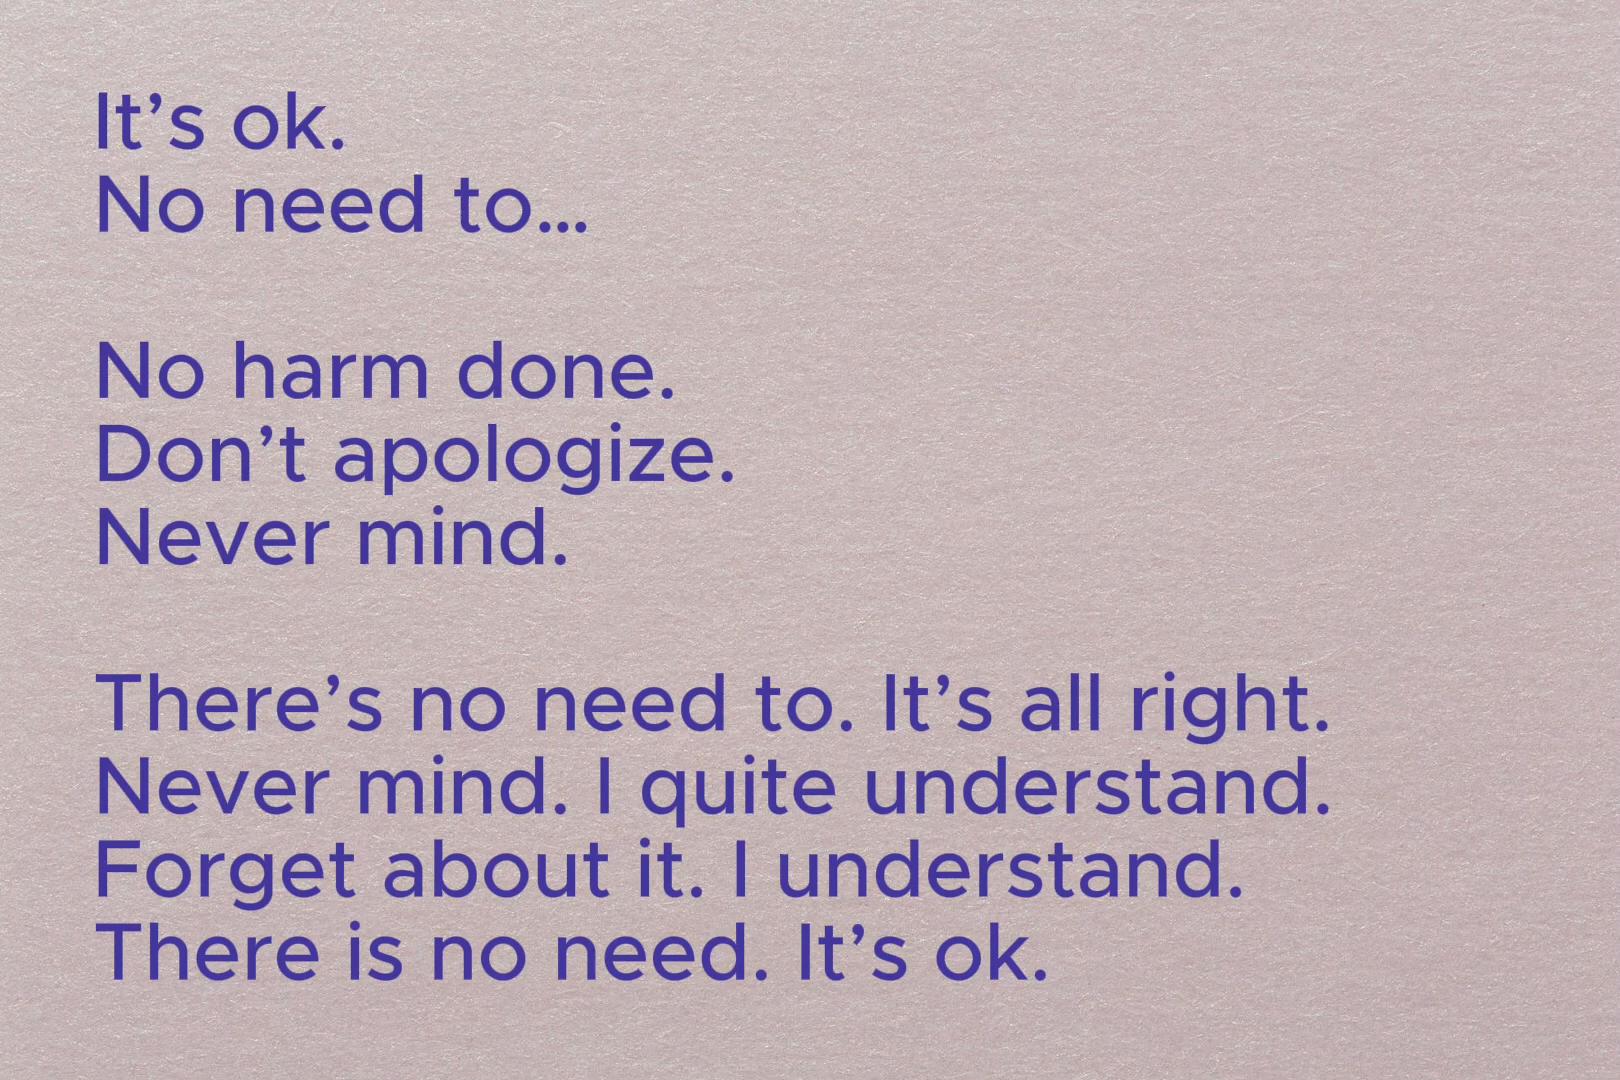 It’s ok.
No need to...
No harm done.
Don’t apologize.
Never mind.
There’s no need to. It’s all right.
Never mind. I quite understand.
Forget about it. I understand.
There is no need. It’s ok.